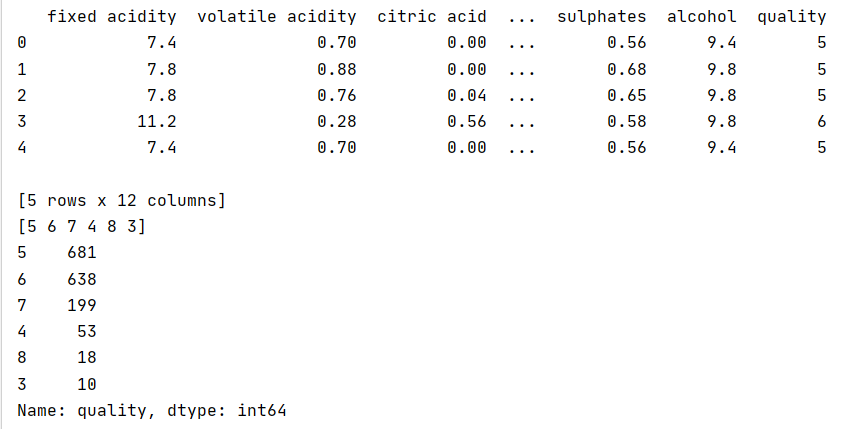 fixed acidity  volatile acidity  citric acid  ...  sulphates  alcohol  quality
0            7.4              0.70         0.00  ...       0.56      9.4        5
1            7.8              0.88         0.00  ...       0.68      9.8        5
2            7.8              0.76         0.04  ...       0.65      9.8        5
3           11.2              0.28         0.56  ...       0.58      9.8        6
4            7.4              0.70         0.00  ...       0.56      9.4        5
[5 rows x 12 columns]
[5 6 7 4 8 3]
5    681
6    638
7    199
4     53
8     18
3     10
Name: quality, dtype: int64